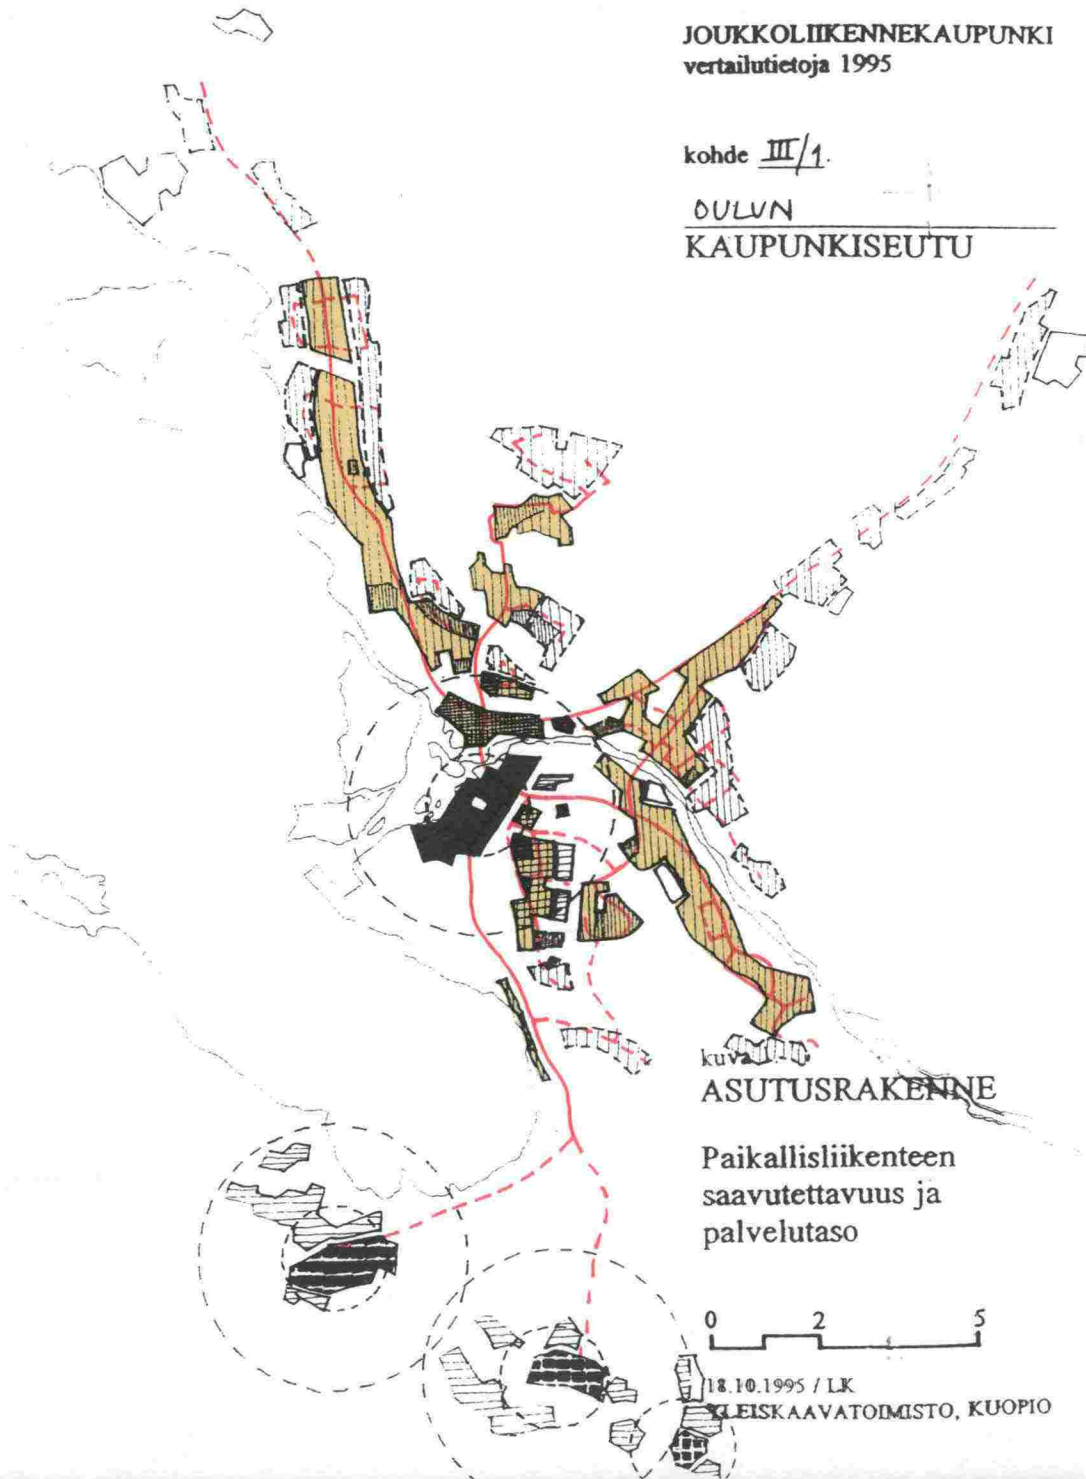 JOUKKOLIIKENNEKAUPUNKI
vertailutietoja 1995
kohde III/1.
OULUN
KAUPUNKISEUTU
kuva
ASUTUSRAKENNE
Paikallisliikenteen
saavutettavuus ja
palvelutaso
0 2 5
18.10.1995 / LK
YLEISKAAVATOIMISTO, KUOPIO